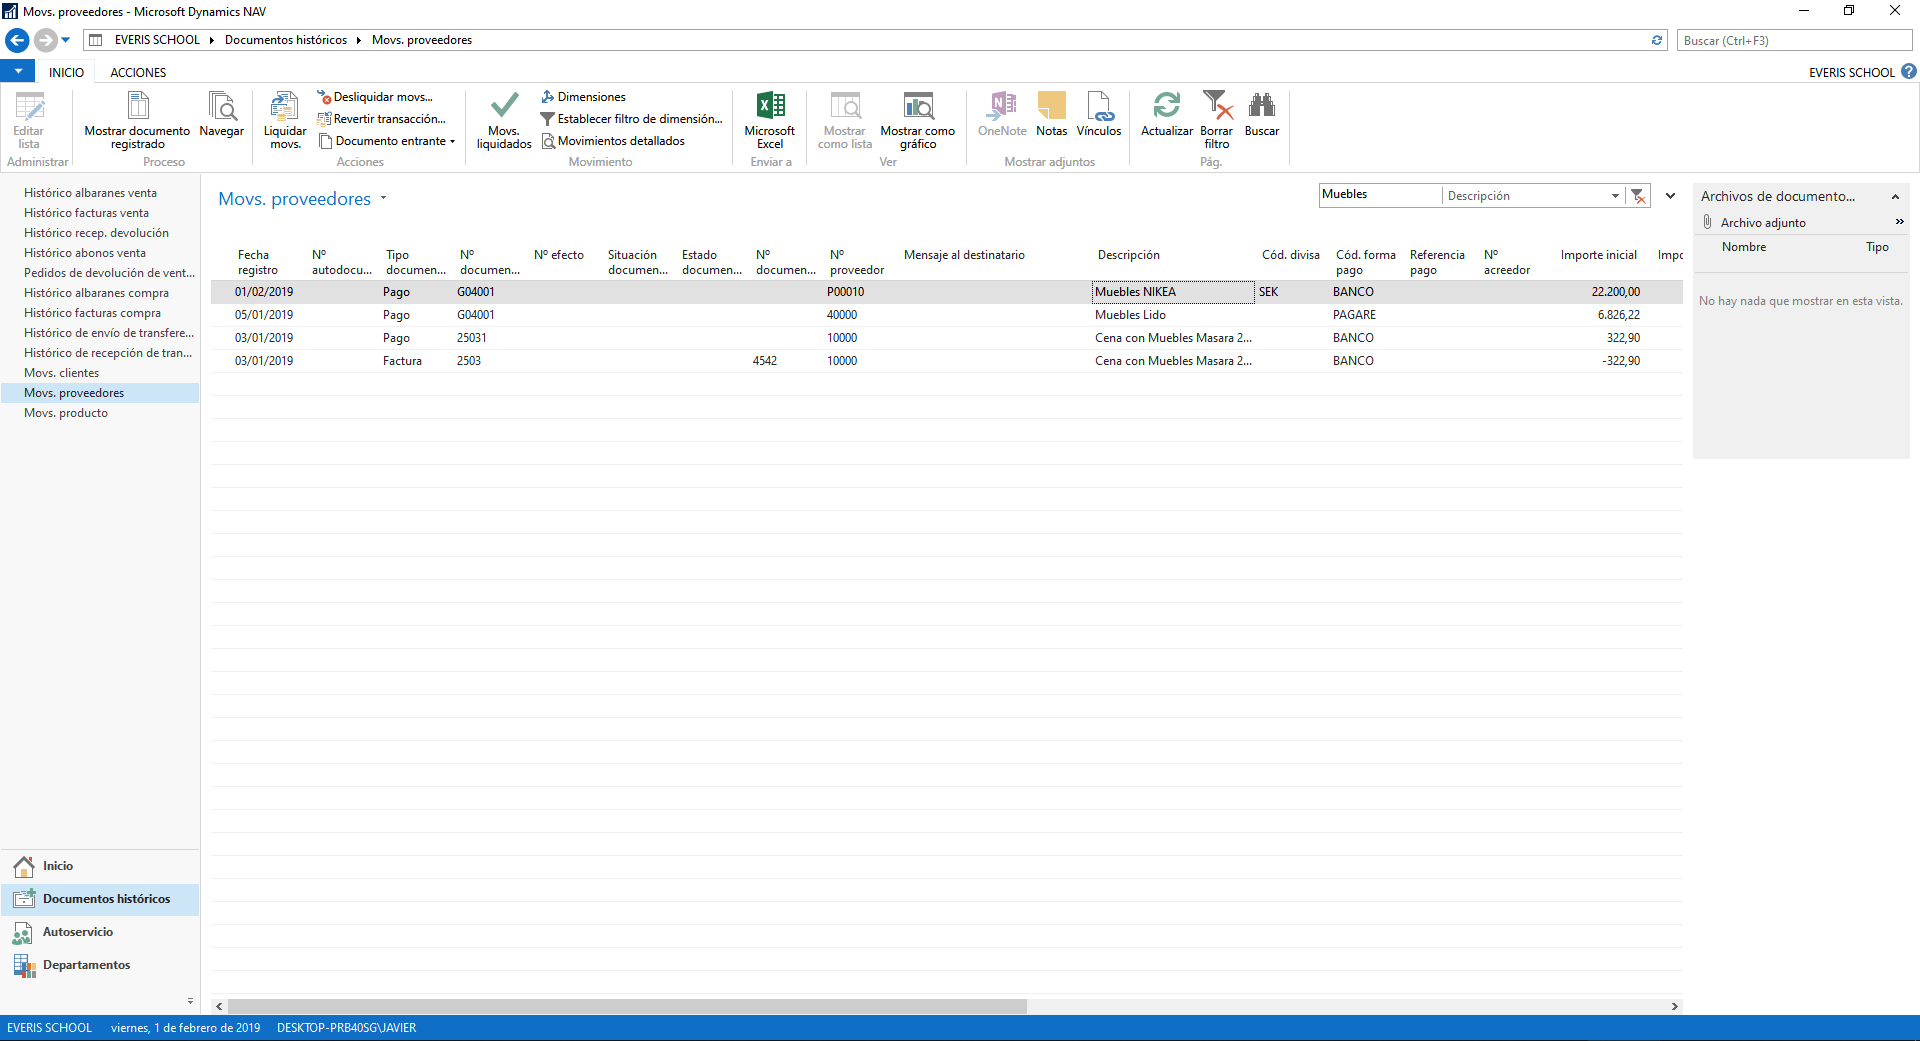 Movs. proveedores - Microsoft Dynamics NAV
EVERIS SCHOOL Documentos históricos Movs. proveedores
Buscar (Ctrl+F3)
INICIO ACCIONES
EVERIS SCHOOL
Editar lista
Administrar
Mostrar documento registrado
Navegar
Proceso
Liquidar movs.
Desliquidar movs...
Revertir transacción...
Documento entrante
Acciones
Movs. liquidados
Dimensiones
Establecer filtro de dimensión...
Movimientos detallados
Movimiento
Microsoft Excel
Enviar a
Mostrar como lista
Mostrar como gráfico
Ver
OneNote
Notas
Vínculos
Mostrar adjuntos
Actualizar
Borrar filtro
Buscar
Pág.
Histórico albaranes venta
Histórico facturas venta
Histórico recep. devolución
Histórico abonos venta
Pedidos de devolución de vent...
Histórico albaranes compra
Histórico facturas compra
Histórico de envío de transfere...
Histórico de recepción de tran...
Movs. clientes
Movs. proveedores
Movs. producto
Inicio
Documentos históricos
Autoservicio
Departamentos
Movs. proveedores
Muebles
Descripción
Fecha registro Nº autodocu... Tipo documen... Nº documen... Nº efecto Situación documen... Estado documen... Nº documen... Nº proveedor Mensaje al destinatario Descripción Cód. divisa Cód. forma pago Referencia pago Nº acreedor Importe inicial Impo
01/02/2019 Pago G04001 P00010 Muebles NIKEA SEK BANCO 22.200,00
05/01/2019 Pago G04001 40000 Muebles Lido PAGARE 6.826,22
03/01/2019 Pago 25031 10000 Cena con Muebles Masara 2... BANCO 322,90
03/01/2019 Factura 2503 4542 10000 Cena con Muebles Masara 2... BANCO -322,90
Archivos de documento...
Archivo adjunto
Nombre Tipo
No hay nada que mostrar en esta vista.
EVERIS SCHOOL viernes, 1 de febrero de 2019 DESKTOP-PRB40SG\JAVIER